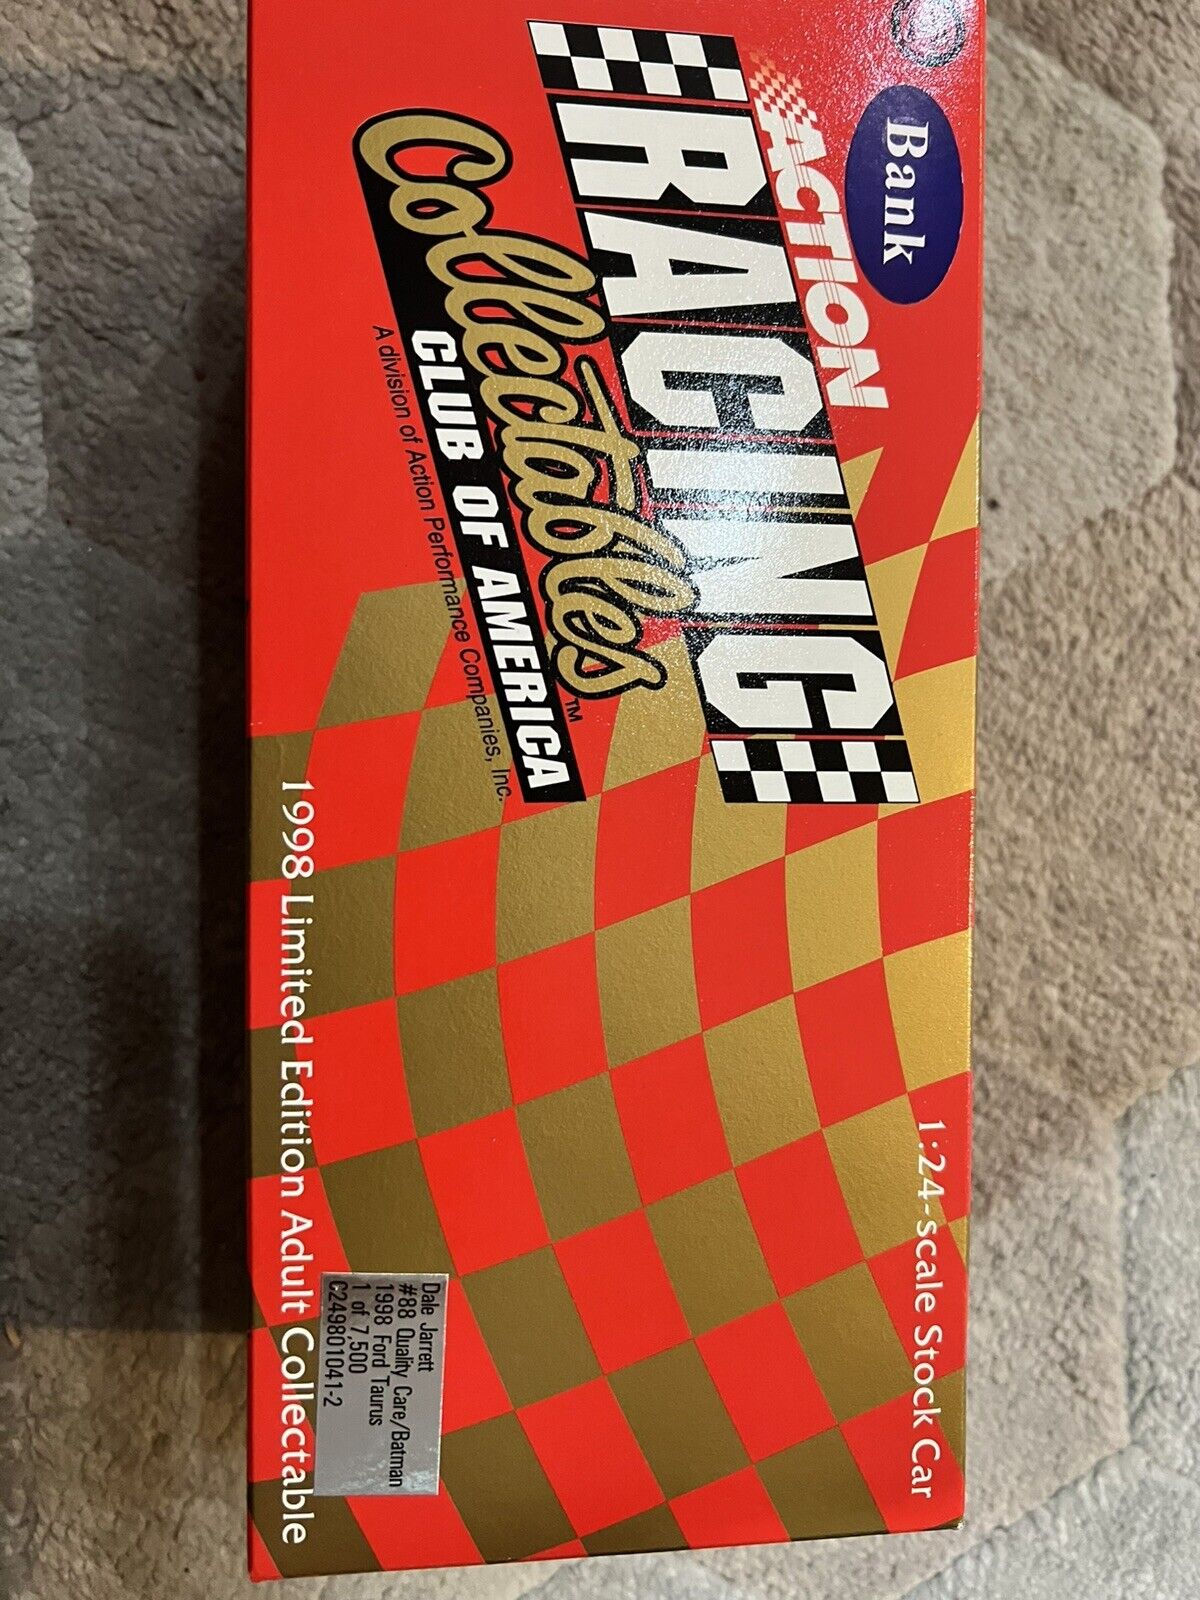 Bank
ACTION
RACING
Collectables™
CLUB OF AMERICA
A division of Action Performance Companies, Inc.
1:24-scale Stock Car
1998 Limited Edition Adult Collectable
Dale Jarrett
#88 Quality Care/Batman
1998 Ford Taurus
1 of 7,500
C249801041-2